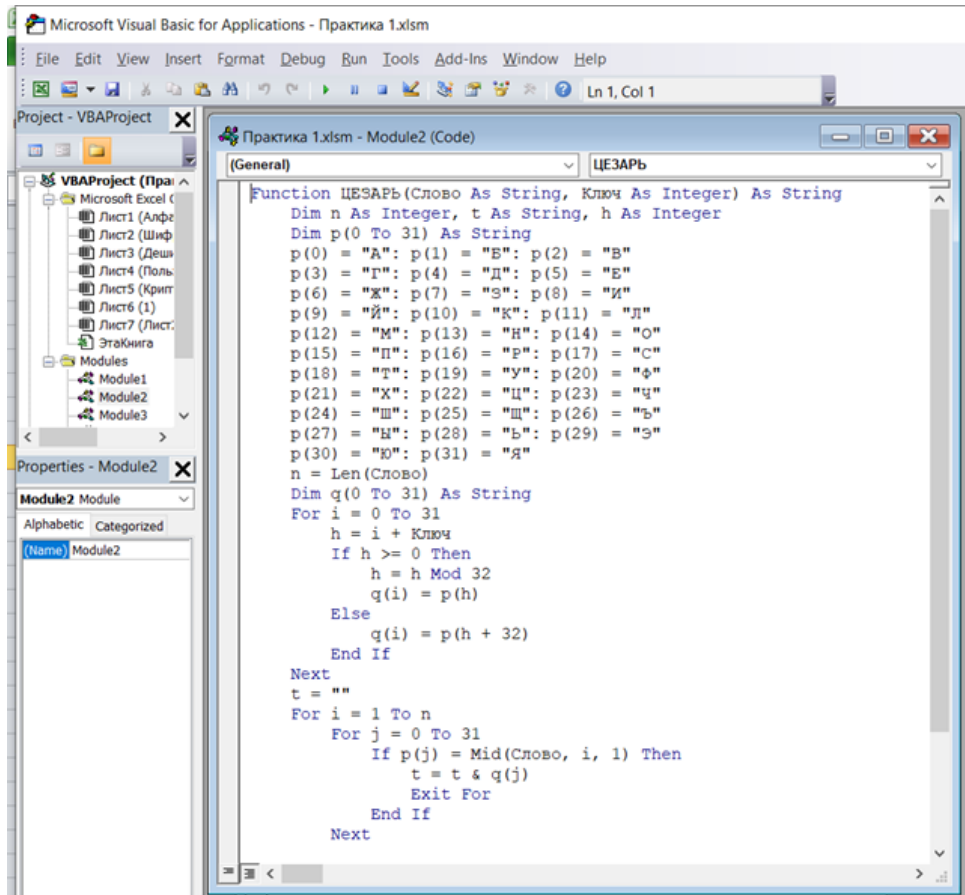 Microsoft Visual Basic for Applications - Практика 1.xlsm
File Edit View Insert Format Debug Run Tools Add-Ins Window Help
Ln 1, Col 1
Project - VBAProject
VBAProject (Пра
Microsoft Excel
Лист1 (Алфа
Лист2 (Шиф
Лист3 (Деши
Лист4 (Поль
Лист5 (Крип
Лист6 (1)
Лист7 (Лист
ЭтаКнига
Modules
Module1
Module2
Module3
Properties - Module2
Module2 Module
Alphabetic Categorized
(Name) Module2
Практика 1.xlsm - Module2 (Code)
(General) ЦЕЗАРЬ
Function ЦЕЗАРЬ(Слово As String, Ключ As Integer) As String
Dim n As Integer, t As String, h As Integer
Dim p(0 To 31) As String
p(0) = "А": p(1) = "Б": p(2) = "В"
p(3) = "Г": p(4) = "Д": p(5) = "Е"
p(6) = "Ж": p(7) = "З": p(8) = "И"
p(9) = "Й": p(10) = "К": p(11) = "Л"
p(12) = "М": p(13) = "Н": p(14) = "О"
p(15) = "П": p(16) = "Р": p(17) = "С"
p(18) = "Т": p(19) = "У": p(20) = "Ф"
p(21) = "Х": p(22) = "Ц": p(23) = "Ч"
p(24) = "Ш": p(25) = "Щ": p(26) = "Ъ"
p(27) = "Ы": p(28) = "Ь": p(29) = "Э"
p(30) = "Ю": p(31) = "Я"
n = Len(Слово)
Dim q(0 To 31) As String
For i = 0 To 31
h = i + Ключ
If h >= 0 Then
h = h Mod 32
q(i) = p(h)
Else
q(i) = p(h + 32)
End If
Next
t = ""
For i = 1 To n
For j = 0 To 31
If p(j) = Mid(Слово, i, 1) Then
t = t & q(j)
Exit For
End If
Next